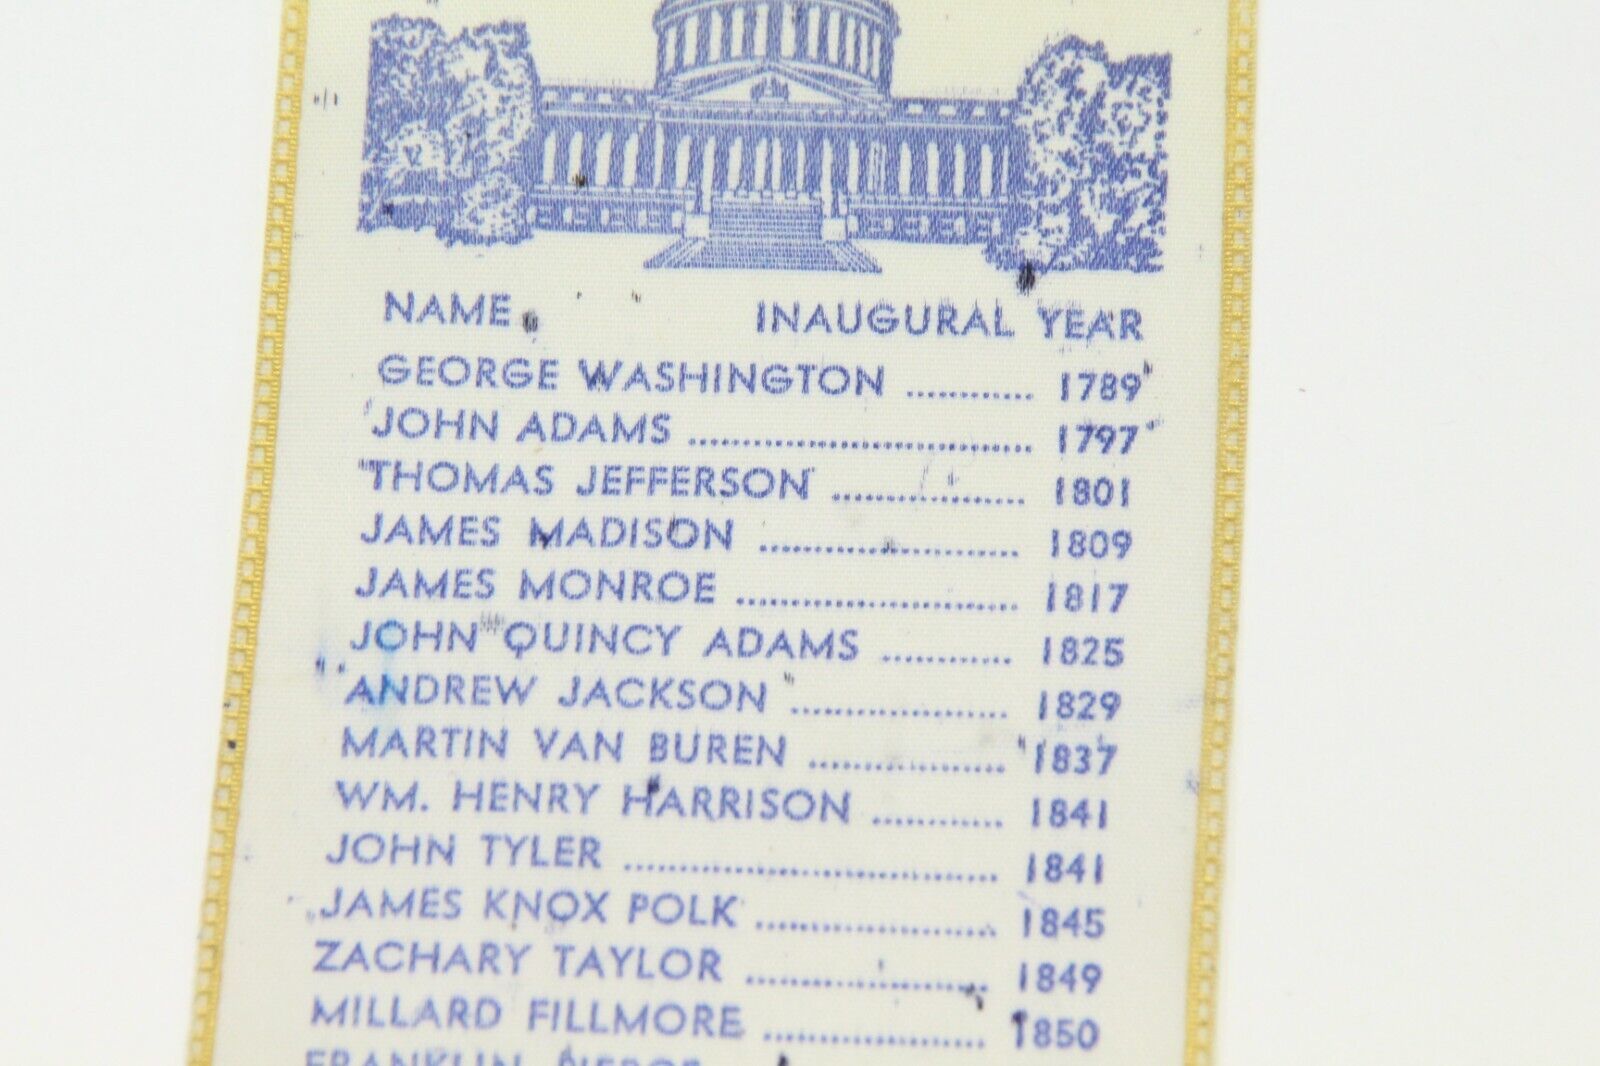 NAME INAUGURAL YEAR
GEORGE WASHINGTON ............ 1789
JOHN ADAMS ................................ 1797
THOMAS JEFFERSON .................. 1801
JAMES MADISON ........................ 1809
JAMES MONROE .......................... 1817
JOHN QUINCY ADAMS ............ 1825
ANDREW JACKSON .................... 1829
MARTIN VAN BUREN .................. 1837
WM. HENRY HARRISON ............ 1841
JOHN TYLER .................................. 1841
JAMES KNOX POLK ...................... 1845
ZACHARY TAYLOR ...................... 1849
MILLARD FILLMORE .................... 1850
FRANKLIN PIERCE